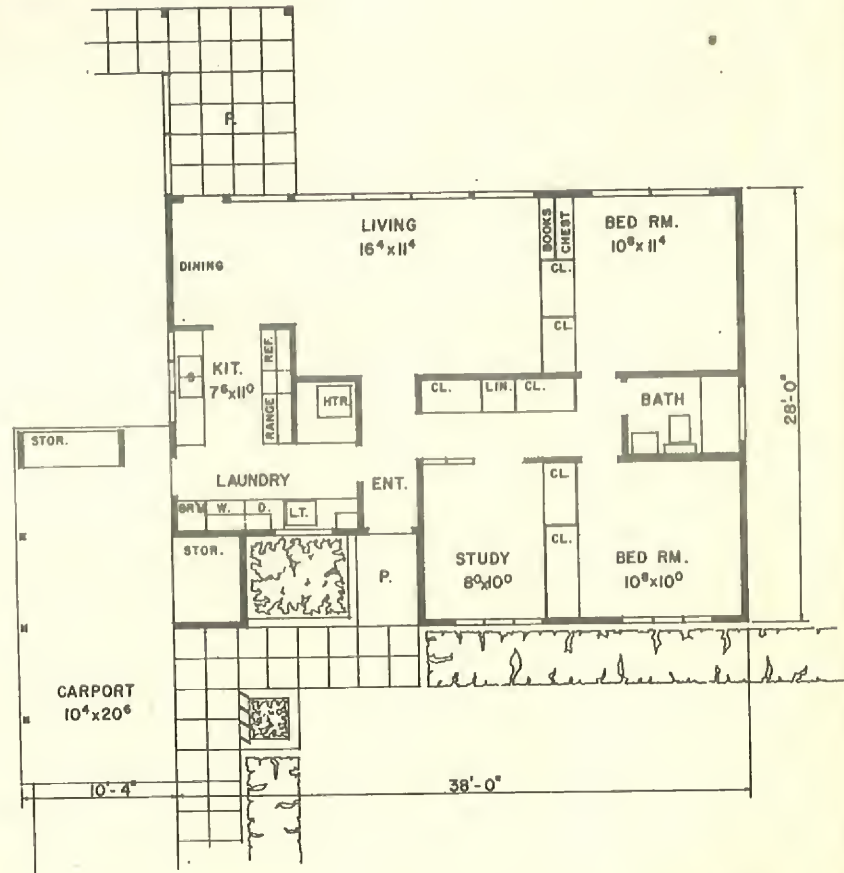 P.
LIVING
16⁴x11⁴
BOOKS
CHEST
BED RM.
10⁸x11⁴
DINING
CL.
CL.
KIT.
7⁶x11⁰
S
REF.
RANGE
HTR.
CL.
LIN.
CL.
BATH
28'-0"
STOR.
LAUNDRY
ENT.
BRM
W.
D.
LT.
CL.
CL.
STOR.
P.
STUDY
8⁰x10⁰
BED RM.
10⁸x10⁰
CARPORT
10⁴x20⁶
10'-4"
38'-0"